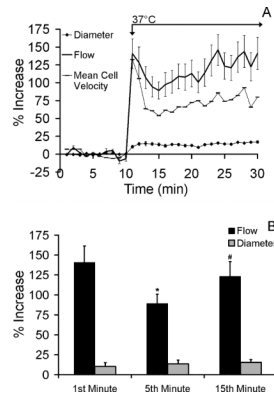 A
37°C
Diameter
Flow
Mean Cell
Velocity
% Increase
175
150
125
100
75
50
25
0
-25
0 5 10 15 20 25 30
Time (min)
B
Flow
Diameter
% Increase
175
150
125
100
75
50
25
0
* #
1st Minute 5th Minute 15th Minute